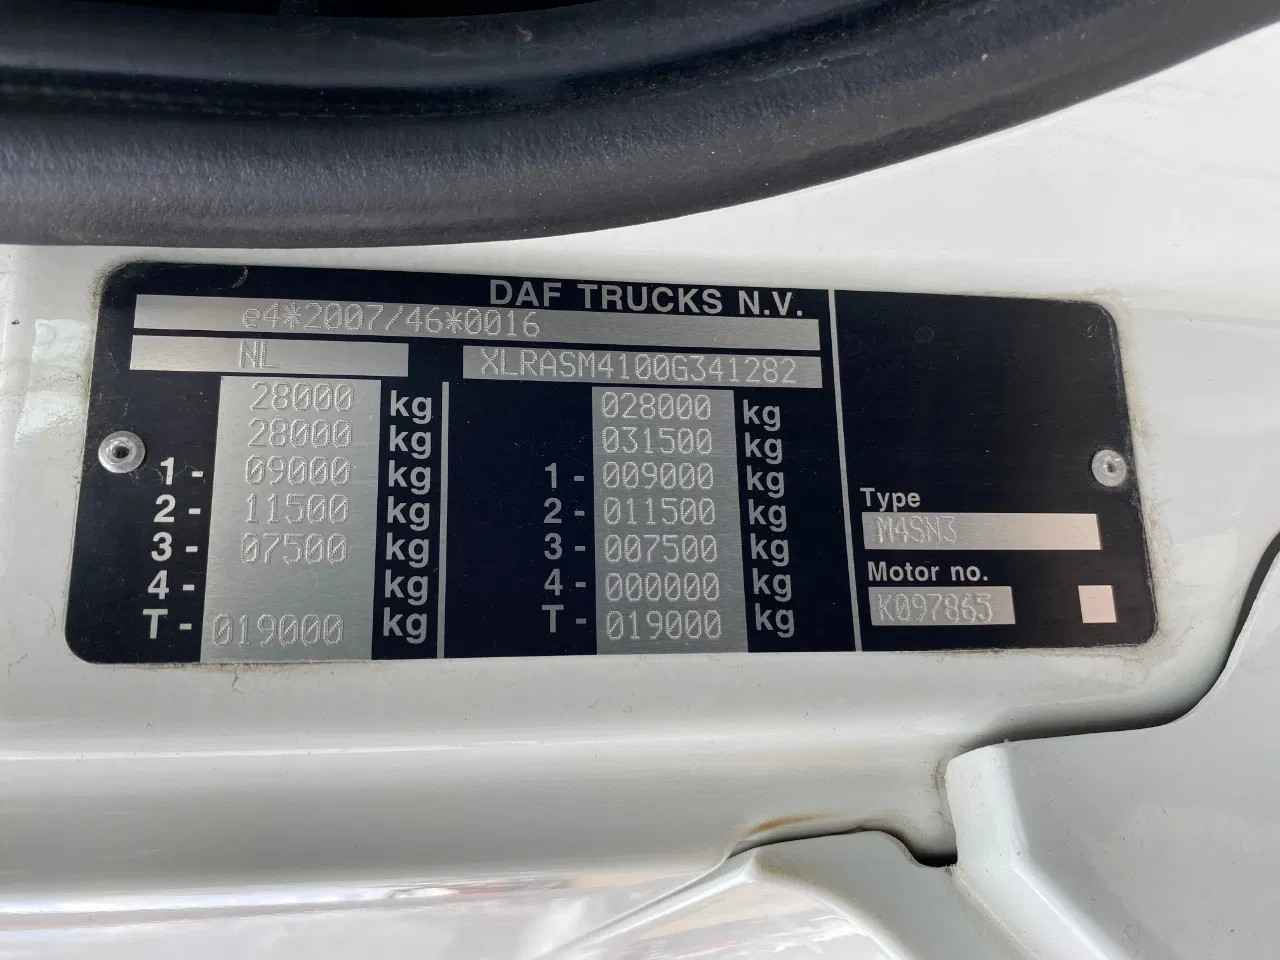 DAF TRUCKS N.V.
e4*2007/46*0016
NL XLRASM4100G341282
28000 kg 028000 kg
28000 kg 031500 kg
1- 09000 kg 1- 009000 kg
2- 11500 kg 2- 011500 kg
3- 07500 kg 3- 007500 kg
4- kg 4- 000000 kg
T- 019000 kg T- 019000 kg
Type
M4SN3
Motor no.
K097865